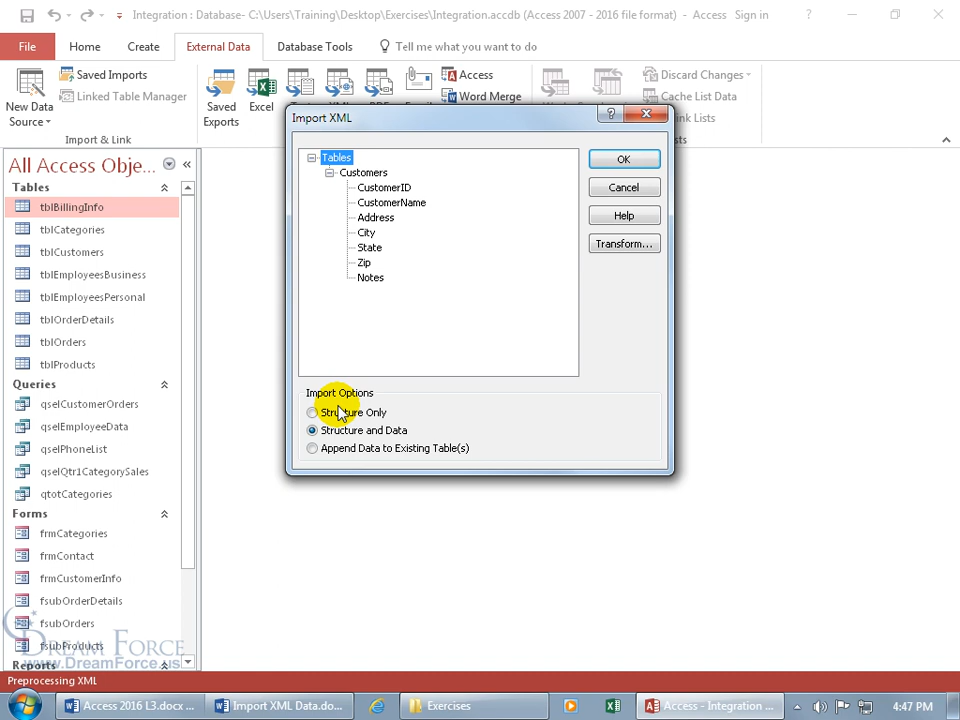 Integration : Database- C:\Users\Training\Desktop\Exercises\Integration.accdb (Access 2007 - 2016 file format) - Access Sign in ?
File Home Create External Data Database Tools Tell me what you want to do
New Data Source
Saved Imports
Linked Table Manager
Import & Link
Saved Exports
Excel
Access
Word Merge
Discard Changes
Cache List Data
Import XML
?
Tables
Customers
CustomerID
CustomerName
Address
City
State
Zip
Notes
OK
Cancel
Help
Transform...
Import Options
Structure Only
Structure and Data
Append Data to Existing Table(s)
All Access Obje...
Tables
tblBillingInfo
tblCategories
tblCustomers
tblEmployeesBusiness
tblEmployeesPersonal
tblOrderDetails
tblOrders
tblProducts
Queries
qselCustomerOrders
qselEmployeeData
qselPhoneList
qselQtr1CategorySales
qtotCategories
Forms
frmCategories
frmContact
frmCustomerInfo
fsubOrderDetails
fsubOrders
fsubProducts
Reports
Dream Force
www.DreamForce.us
Preprocessing XML
Access 2016 L3.docx ...
Import XML Data.do...
Exercises
Access - Integration ...
4:47 PM